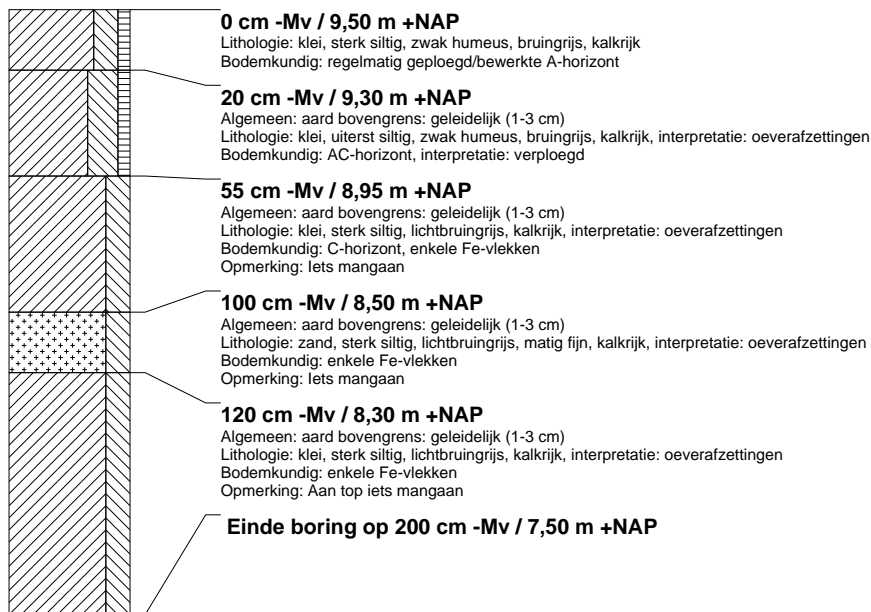 0 cm -Mv / 9,50 m +NAP
Lithologie: klei, sterk siltig, zwak humeus, bruingrijs, kalkrijk
Bodemkundig: regelmatig geploegd/bewerkte A-horizont
20 cm -Mv / 9,30 m +NAP
Algemeen: aard bovengrens: geleidelijk (1-3 cm)
Lithologie: klei, uiterst siltig, zwak humeus, bruingrijs, kalkrijk, interpretatie: oeverafzettingen
Bodemkundig: AC-horizont, interpretatie: verploegd
55 cm -Mv / 8,95 m +NAP
Algemeen: aard bovengrens: geleidelijk (1-3 cm)
Lithologie: klei, sterk siltig, lichtbruingrijs, kalkrijk, interpretatie: oeverafzettingen
Bodemkundig: C-horizont, enkele Fe-vlekken
Opmerking: Iets mangaan
100 cm -Mv / 8,50 m +NAP
Algemeen: aard bovengrens: geleidelijk (1-3 cm)
Lithologie: zand, sterk siltig, lichtbruingrijs, matig fijn, kalkrijk, interpretatie: oeverafzettingen
Bodemkundig: enkele Fe-vlekken
Opmerking: Iets mangaan
120 cm -Mv / 8,30 m +NAP
Algemeen: aard bovengrens: geleidelijk (1-3 cm)
Lithologie: klei, sterk siltig, lichtbruingrijs, kalkrijk, interpretatie: oeverafzettingen
Bodemkundig: enkele Fe-vlekken
Opmerking: Aan top iets mangaan
Einde boring op 200 cm -Mv / 7,50 m +NAP